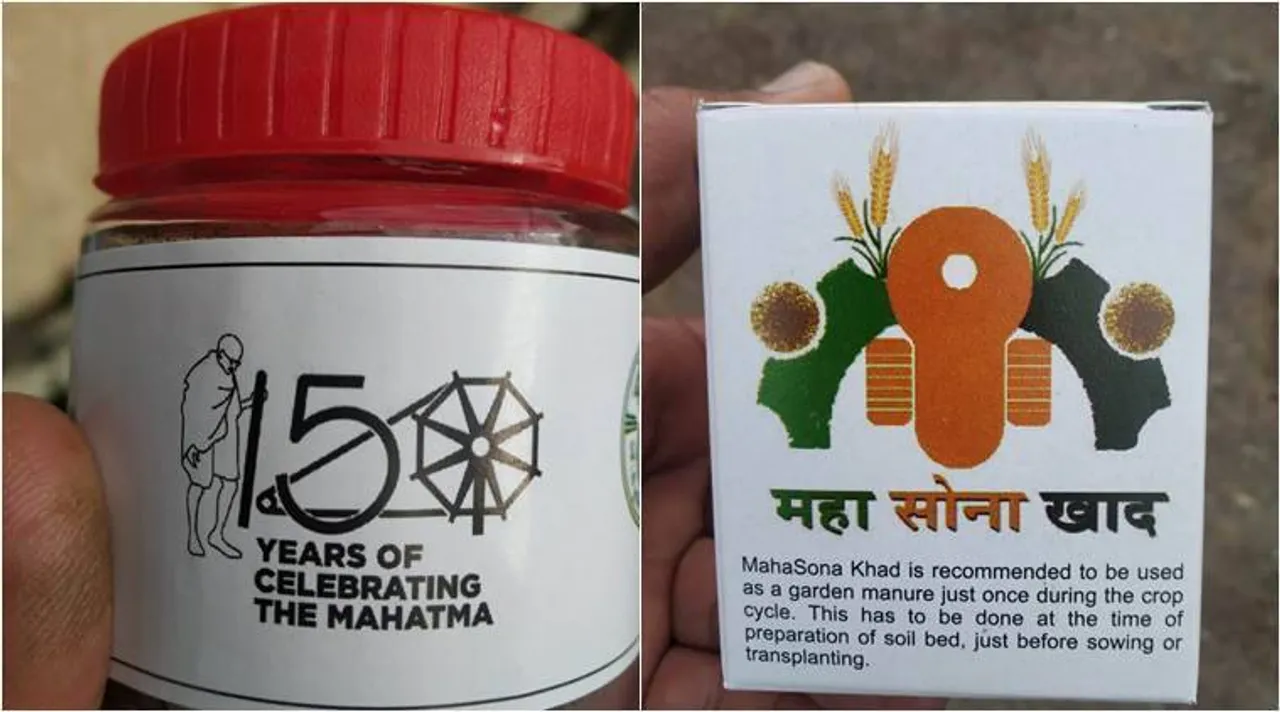 150
YEARS OF
CELEBRATING
THE MAHATMA
महा सोना खाद
MahaSona Khad is recommended to be used
as a garden manure just once during the crop
cycle. This has to be done at the time of
preparation of soil bed, just before sowing or
transplanting.